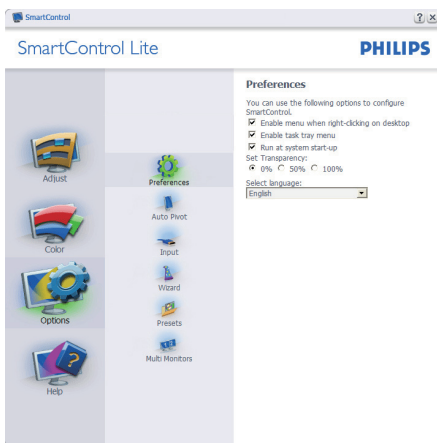 SmartControl
SmartControl Lite
PHILIPS
Adjust
Color
Options
Help
Preferences
Auto Pivot
Input
Wizard
Presets
Multi Monitors
Preferences
You can use the following options to configure
SmartControl.
Enable menu when right-clicking on desktop
Enable task tray menu
Run at system start-up
Set Transparency:
0% 50% 100%
Select language:
English